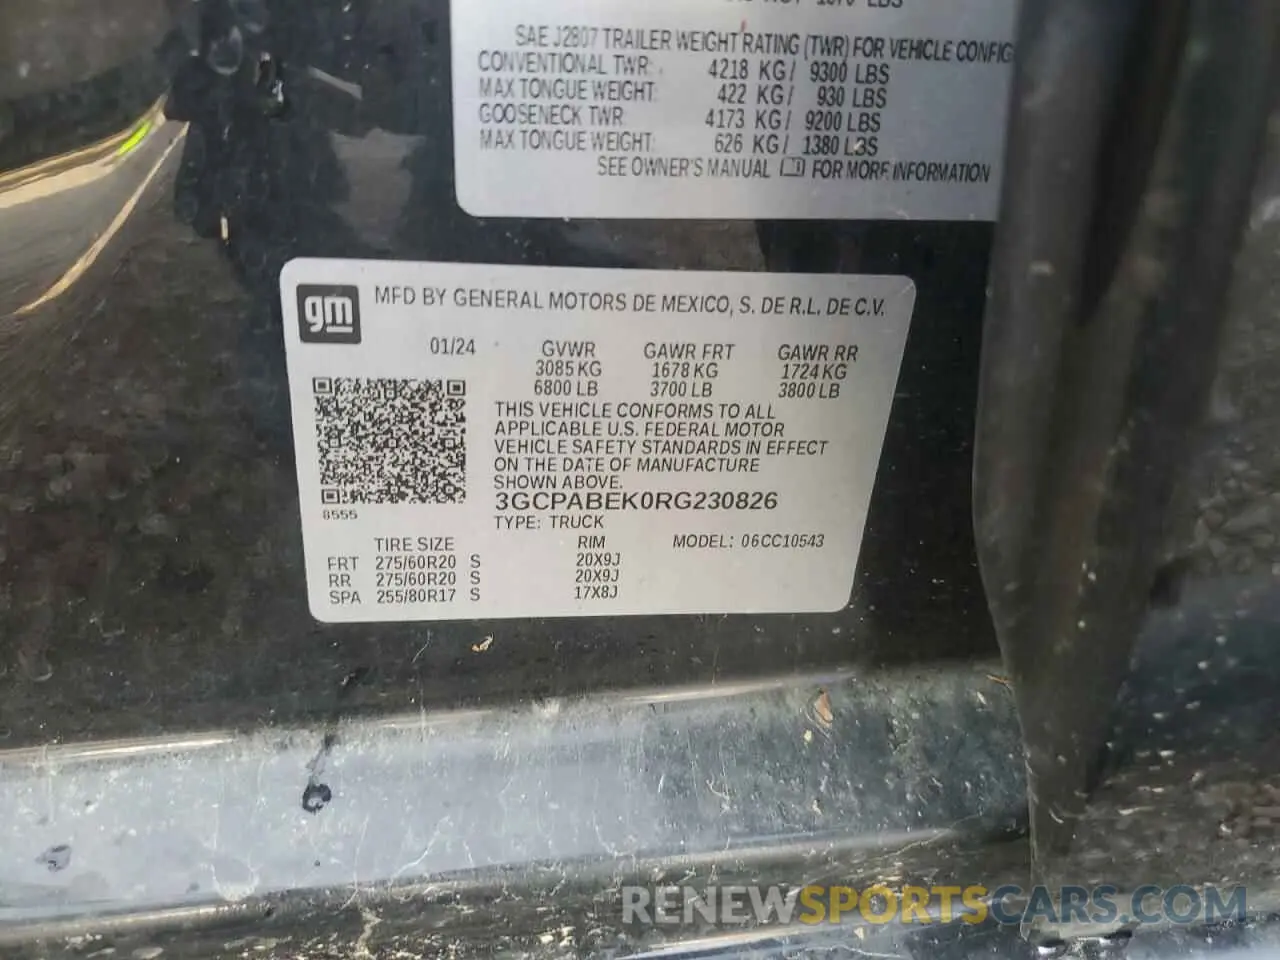 SAE J2807 TRAILER WEIGHT RATING (TWR) FOR VEHICLE CONFIG
CONVENTIONAL TWR: 4218 KG/ 9300 LBS
MAX TONGUE WEIGHT: 422 KG/ 930 LBS
GOOSENECK TWR: 4173 KG/ 9200 LBS
MAX TONGUE WEIGHT: 626 KG/ 1380 LBS
SEE OWNER'S MANUAL FOR MORE INFORMATION
gm
MFD BY GENERAL MOTORS DE MEXICO, S. DE R.L. DE C.V.
01/24 GVWR GAWR FRT GAWR RR
3085 KG 1678 KG 1724 KG
6800 LB 3700 LB 3800 LB
THIS VEHICLE CONFORMS TO ALL
APPLICABLE U.S. FEDERAL MOTOR
VEHICLE SAFETY STANDARDS IN EFFECT
ON THE DATE OF MANUFACTURE
SHOWN ABOVE.
3GCPABEK0RG230826
8555
TYPE: TRUCK
TIRE SIZE RIM MODEL: 06CC10543
FRT 275/60R20 S 20X9J
RR 275/60R20 S 20X9J
SPA 255/80R17 S 17X8J
RENEWSPORTSCARS.COM